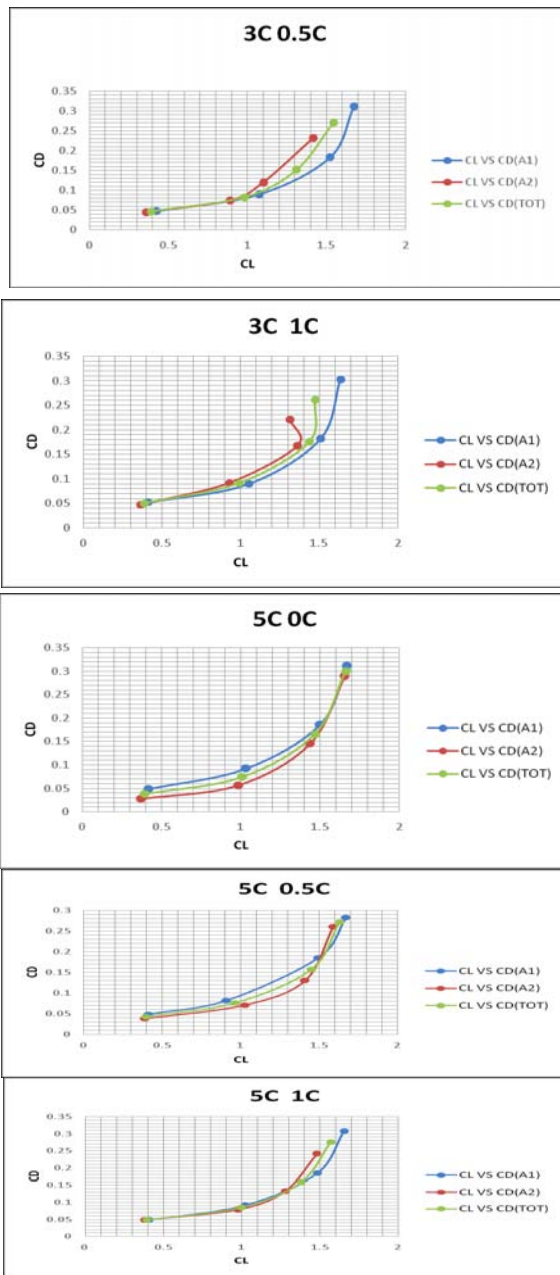 3C 0.5C
0.35
0.3
0.25
0.2
0.15
0.1
0.05
0
CD
0 0.5 1 1.5 2
CL
CL VS CD(A1)
CL VS CD(A2)
CL VS CD(TOT)
3C 1C
0.35
0.3
0.25
0.2
0.15
0.1
0.05
0
CD
0 0.5 1 1.5 2
CL
CL VS CD(A1)
CL VS CD(A2)
CL VS CD(TOT)
5C 0C
0.35
0.3
0.25
0.2
0.15
0.1
0.05
0
CD
0 0.5 1 1.5 2
CL
CL VS CD(A1)
CL VS CD(A2)
CL VS CD(TOT)
5C 0.5C
0.3
0.25
0.2
0.15
0.1
0.05
0
CD
0 0.5 1 1.5 2
CL
CL VS CD(A1)
CL VS CD(A2)
CL VS CD(TOT)
5C 1C
0.35
0.3
0.25
0.2
0.15
0.1
0.05
0
CD
0 0.5 1 1.5 2
CL
CL VS CD(A1)
CL VS CD(A2)
CL VS CD(TOT)